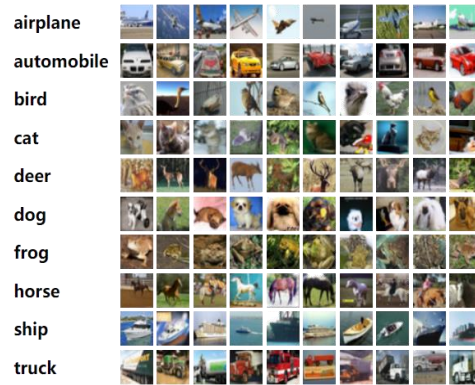 airplane
automobile
bird
cat
deer
dog
frog
horse
ship
truck